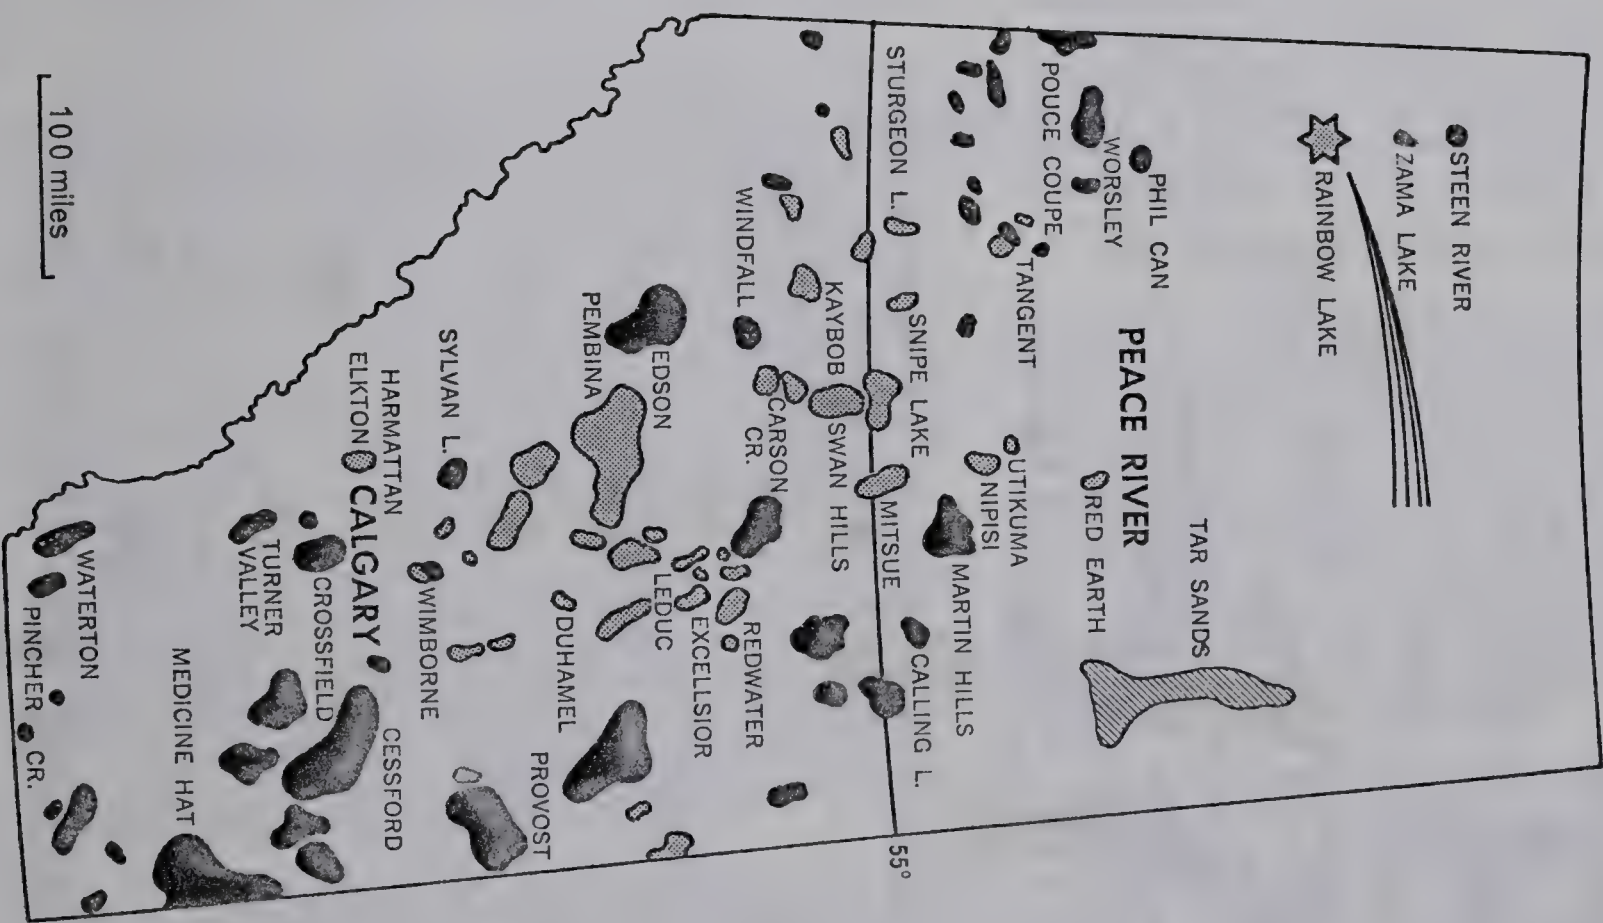 STEEN RIVER
ZAMA LAKE
RAINBOW LAKE
TAR SANDS
PHIL CAN
PEACE RIVER
WORSLEY
RED EARTH
POUCE COUPE
TANGENT
UTIKUMA
NIPISI
MARTIN HILLS
STURGEON L.
SNIPE LAKE
MITSUE
CALLING L.
55°
KAYBOB
SWAN HILLS
WINDFALL
CARSON
CR.
REDWATER
EXCELLSIOR
EDSON
LEDUC
PEMBINA
DUHAMEL
PROVOST
SYLVAN L.
WIMBORNE
HARMATTAN
ELKTON
CALGARY
CESSFORD
CROSSFIELD
TURNER
VALLEY
MEDICINE HAT
WATERTON
PINCHER CR.
100 miles